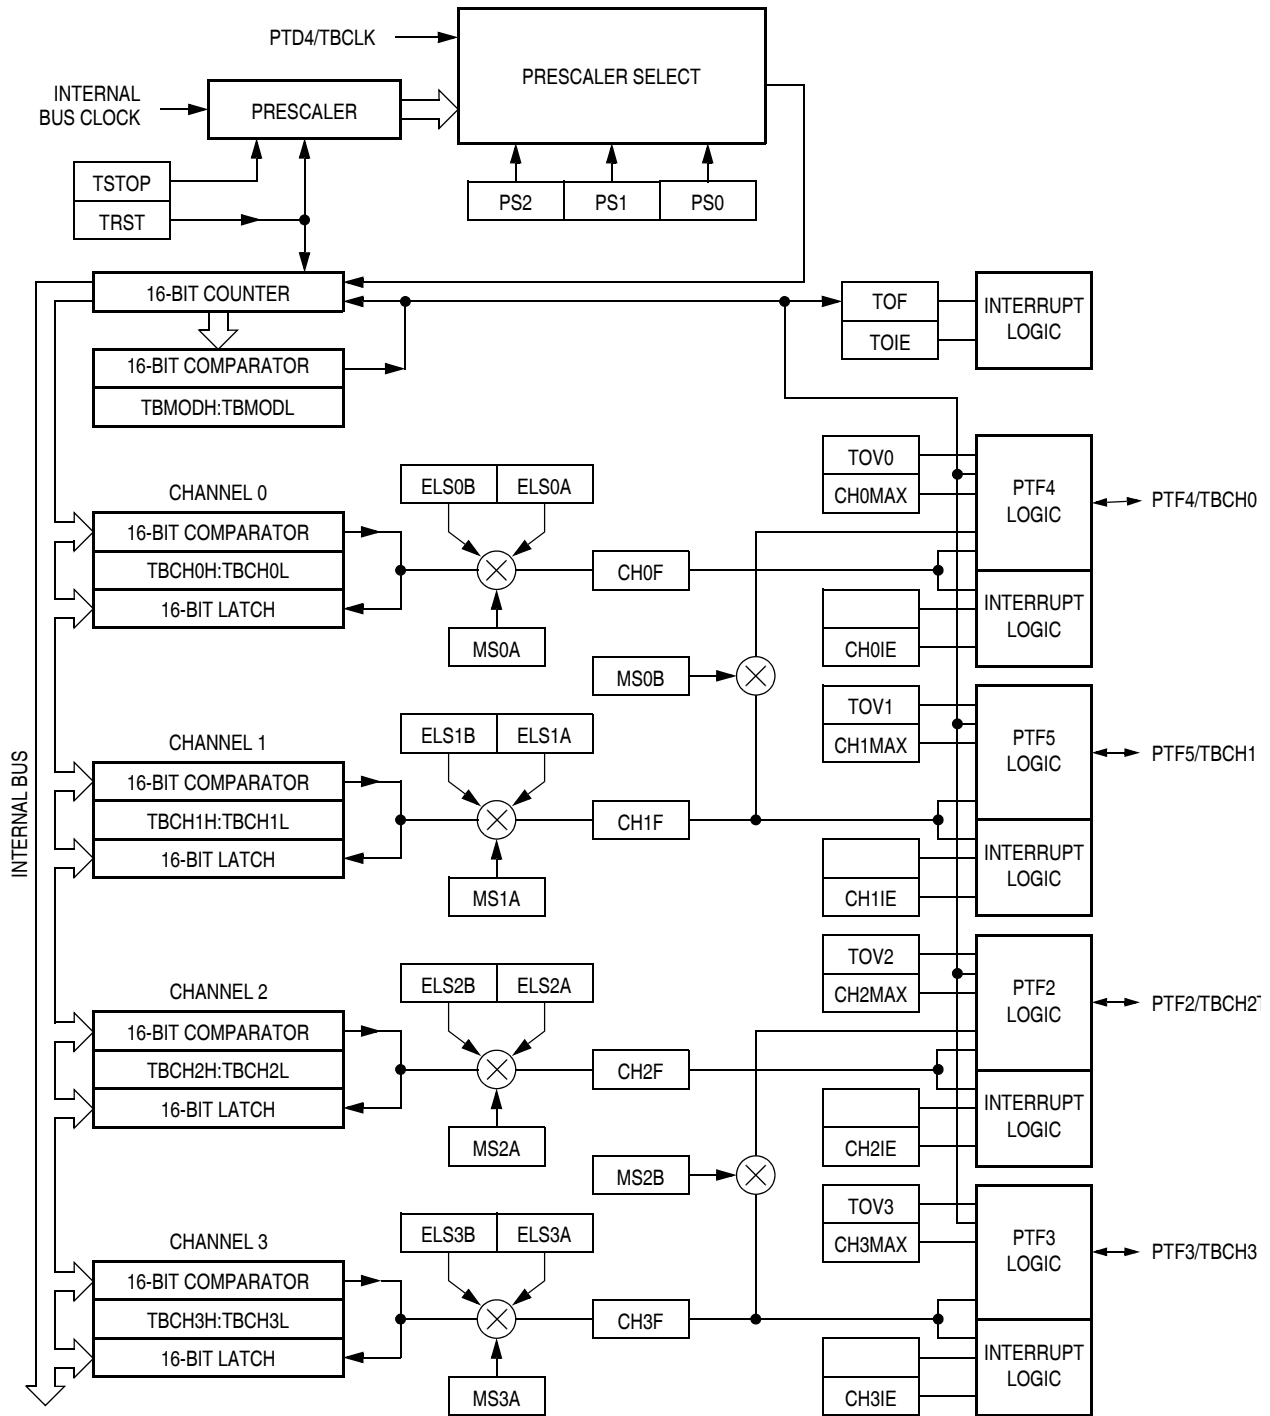 PTD4/TBCLK
PRESCALER SELECT
INTERNAL
BUS CLOCK
PRESCALER
TSTOP
TRST
PS2
PS1
PS0
16-BIT COUNTER
16-BIT COMPARATOR
TBMODH:TBMODL
TOF
TOIE
INTERRUPT
LOGIC
INTERNAL BUS
CHANNEL 0
16-BIT COMPARATOR
TBCH0H:TBCH0L
16-BIT LATCH
ELS0B
ELS0A
MS0A
CH0F
MS0B
TOV0
CH0MAX
PTF4
LOGIC
PTF4/TBCH0
INTERRUPT
LOGIC
CH0IE
CHANNEL 1
16-BIT COMPARATOR
TBCH1H:TBCH1L
16-BIT LATCH
ELS1B
ELS1A
MS1A
CH1F
TOV1
CH1MAX
PTF5
LOGIC
PTF5/TBCH1
INTERRUPT
LOGIC
CH1IE
CHANNEL 2
16-BIT COMPARATOR
TBCH2H:TBCH2L
16-BIT LATCH
ELS2B
ELS2A
MS2A
CH2F
MS2B
TOV2
CH2MAX
PTF2
LOGIC
PTF2/TBCH2T
INTERRUPT
LOGIC
CH2IE
CHANNEL 3
16-BIT COMPARATOR
TBCH3H:TBCH3L
16-BIT LATCH
ELS3B
ELS3A
MS3A
CH3F
TOV3
CH3MAX
PTF3
LOGIC
PTF3/TBCH3
INTERRUPT
LOGIC
CH3IE